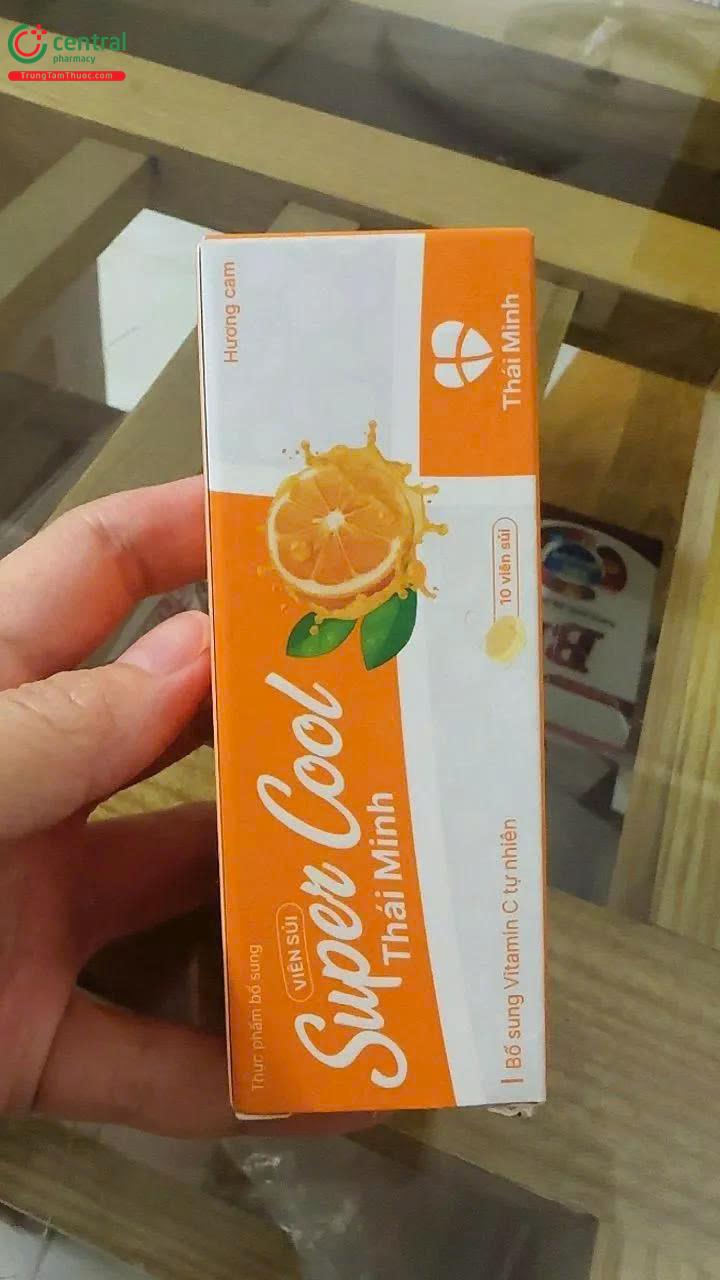 central
pharmacy
TrungTamThuoc.com
Hương cam
Thái Minh
10 viên sủi
Thực phẩm bổ sung
VIÊN SỦI
Super Cool
Thái Minh
Bổ sung Vitamin C tự nhiên